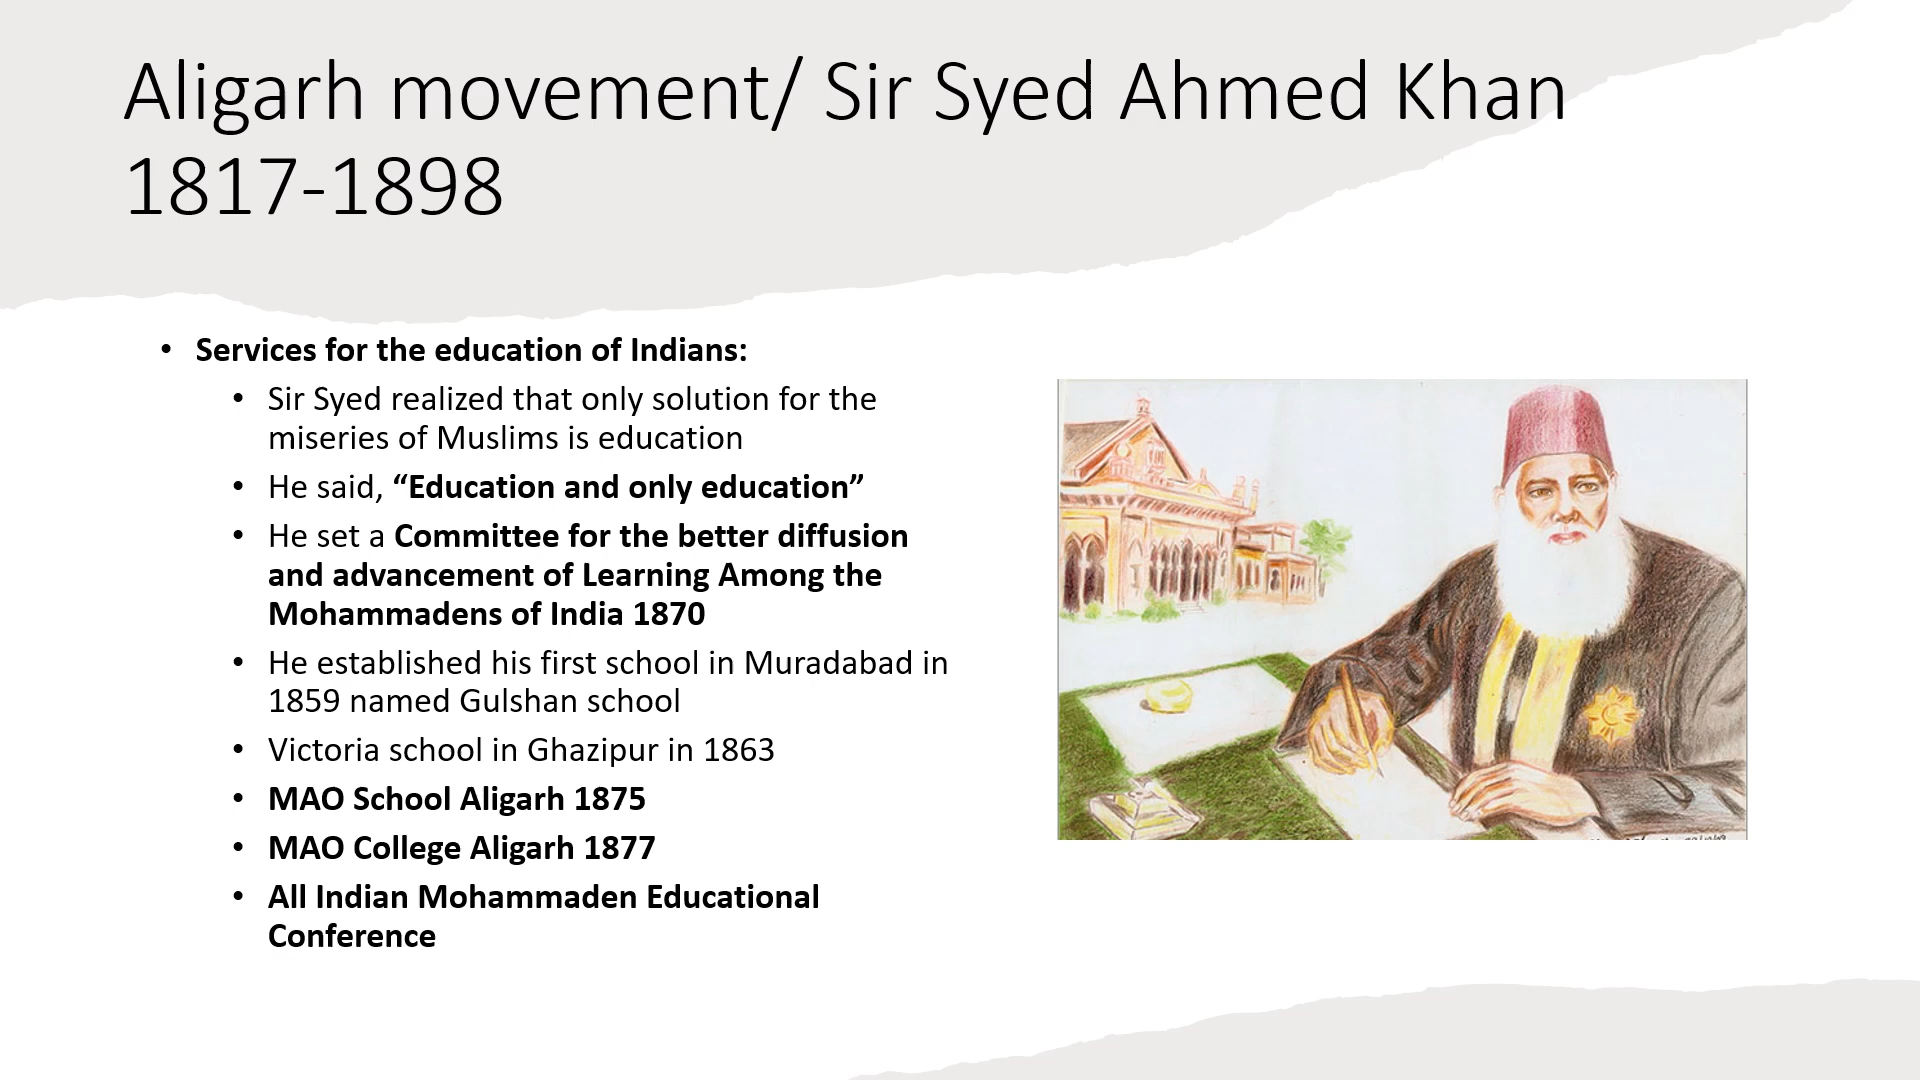 Aligarh movement/ Sir Syed Ahmed Khan
1817-1898
• Services for the education of Indians:
• Sir Syed realized that only solution for the
miseries of Muslims is education
• He said, “Education and only education”
• He set a Committee for the better diffusion
and advancement of Learning Among the
Mohammadens of India 1870
• He established his first school in Muradabad in
1859 named Gulshan school
• Victoria school in Ghazipur in 1863
• MAO School Aligarh 1875
• MAO College Aligarh 1877
• All Indian Mohammaden Educational
Conference